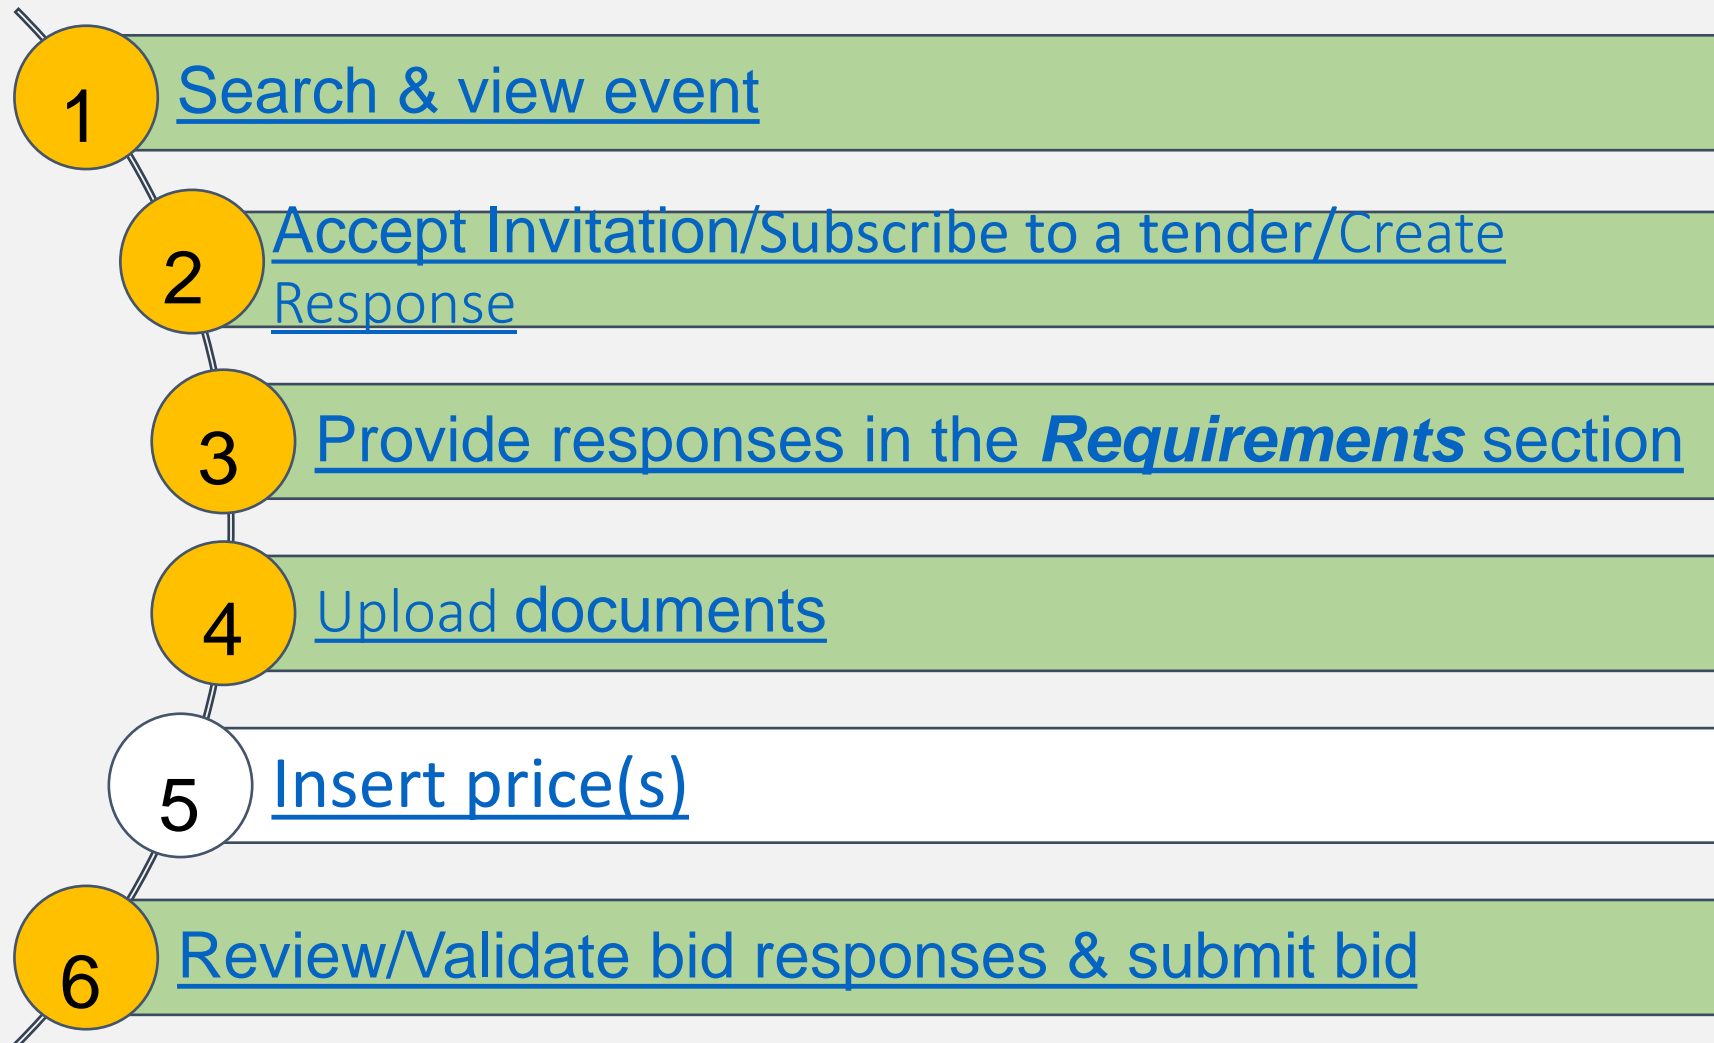 1
Search & view event
2
Accept Invitation/Subscribe to a tender/Create
Response
3
Provide responses in the Requirements section
4
Upload documents
5
Insert price(s)
6
Review/Validate bid responses & submit bid